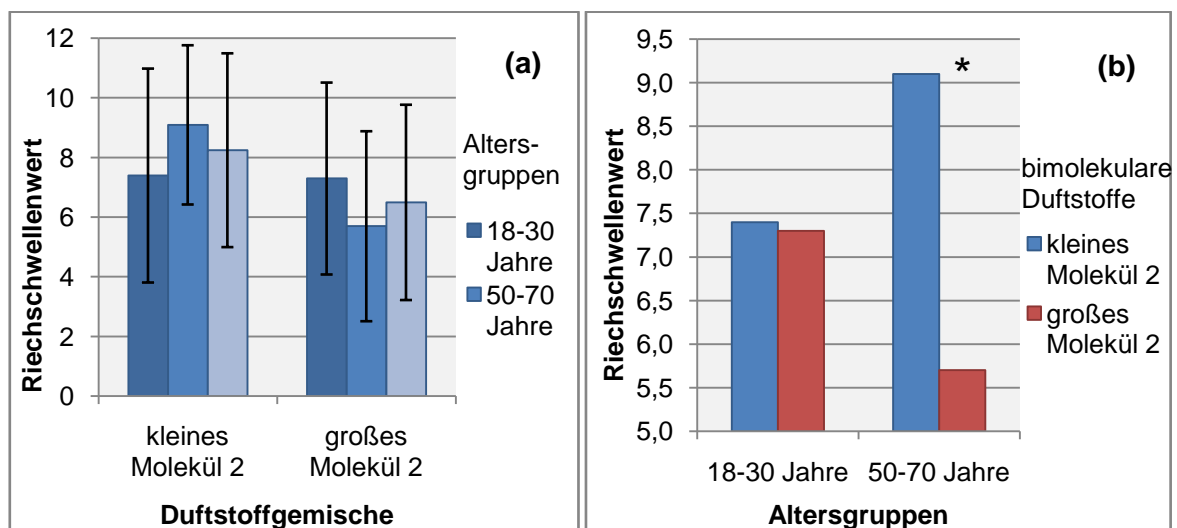 12
10
8
6
4
2
0
Riechschwellenwert
(a)
Alters-
gruppen
18-30
Jahre
50-70
Jahre
kleines
Molekül 2
großes
Molekül 2
Duftstoffgemische
9,5
9,0
8,5
8,0
7,5
7,0
6,5
6,0
5,5
5,0
Riechschwellenwert
(b)
*
bimolekulare
Duftstoffe
kleines
Molekül 2
großes
Molekül 2
18-30 Jahre
50-70 Jahre
Altersgruppen